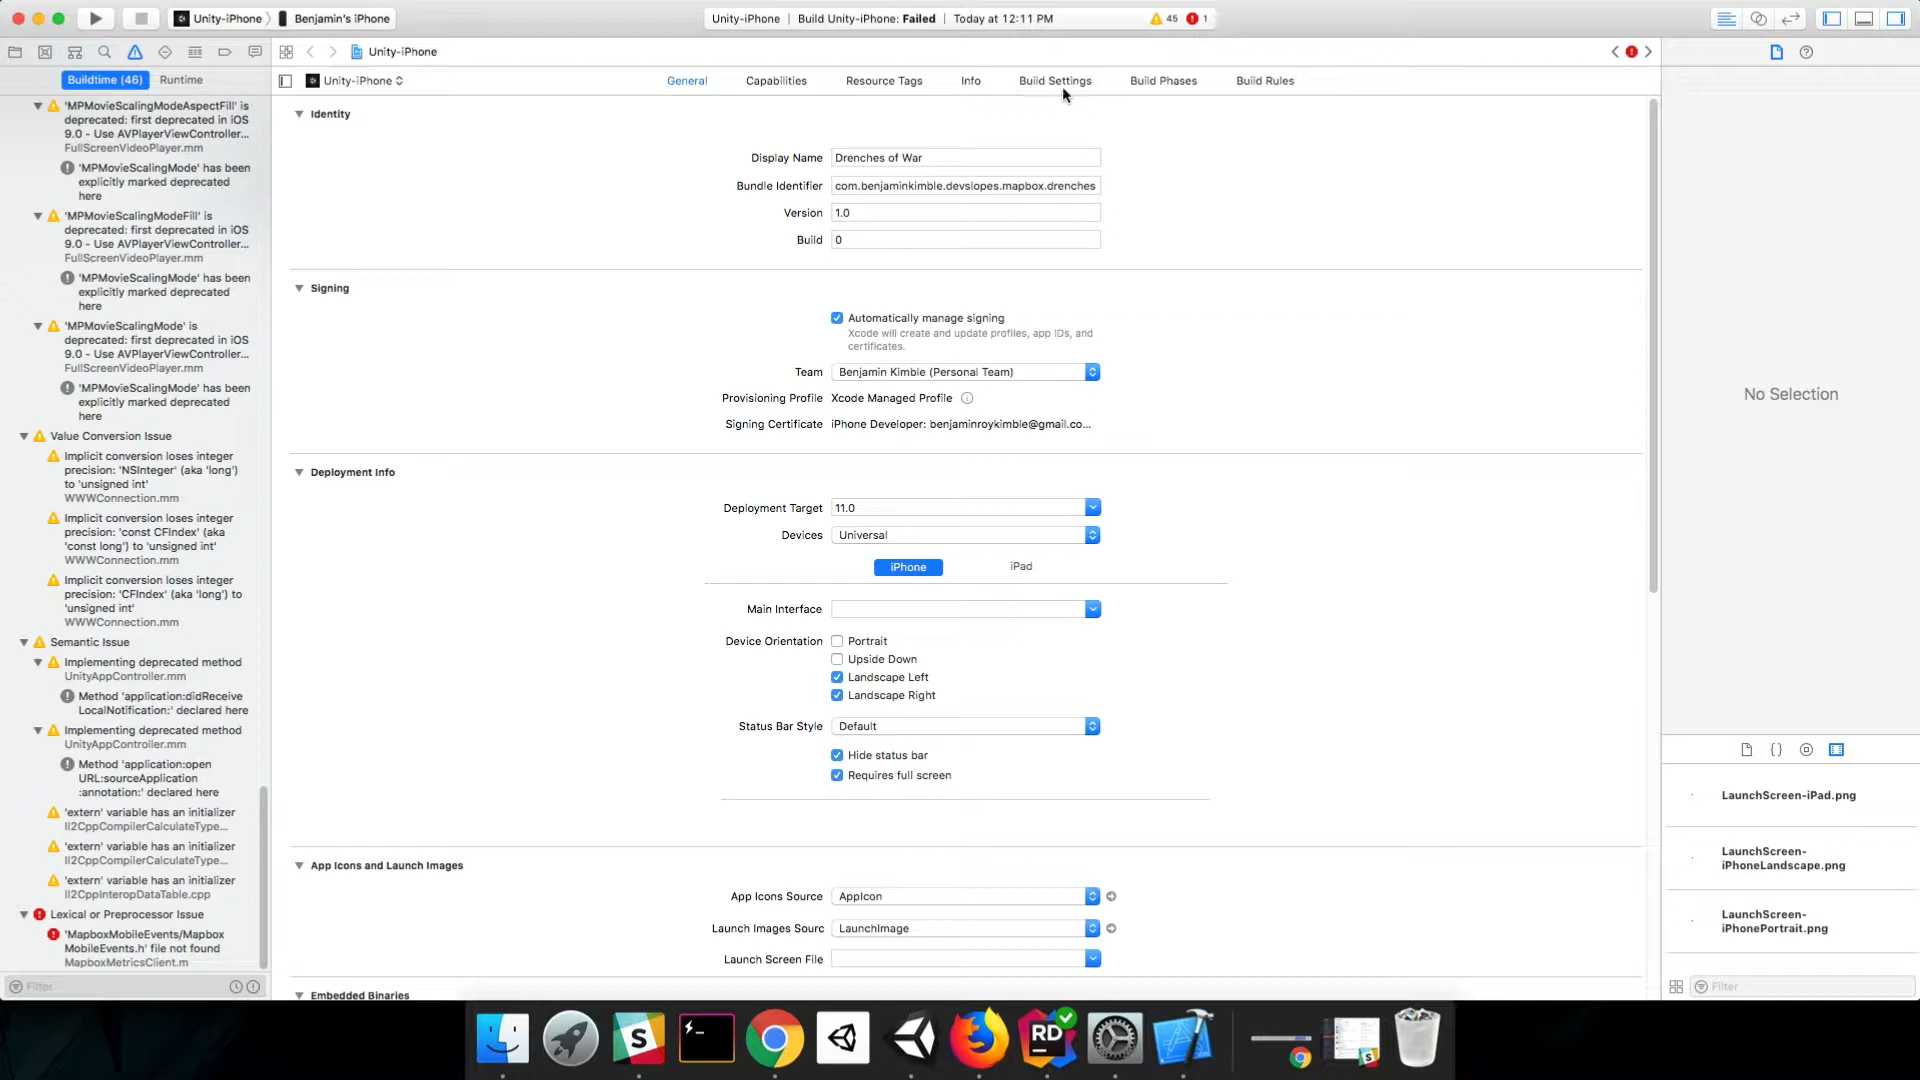 Unity-iPhone
Benjamin's iPhone
Unity-iPhone | Build Unity-iPhone: Failed | Today at 12:11 PM
45
1
Unity-iPhone
Buildtime (46)
Runtime
Unity-iPhone
General
Capabilities
Resource Tags
Info
Build Settings
Build Phases
Build Rules
'MPMovieScalingModeAspectFill' is
deprecated: first deprecated in iOS
9.0 - Use AVPlayerViewController...
FullScreenVideoPlayer.mm
'MPMovieScalingMode' has been
explicitly marked deprecated
here
'MPMovieScalingModeFill' is
deprecated: first deprecated in iOS
9.0 - Use AVPlayerViewController...
FullScreenVideoPlayer.mm
'MPMovieScalingMode' has been
explicitly marked deprecated
here
'MPMovieScalingMode' is
deprecated: first deprecated in iOS
9.0 - Use AVPlayerViewController...
FullScreenVideoPlayer.mm
'MPMovieScalingMode' has been
explicitly marked deprecated
here
Value Conversion Issue
Implicit conversion loses integer
precision: 'NSInteger' (aka 'long')
to 'unsigned int'
WWWConnection.mm
Implicit conversion loses integer
precision: 'const CFIndex' (aka
'const long') to 'unsigned int'
WWWConnection.mm
Implicit conversion loses integer
precision: 'CFIndex' (aka 'long') to
'unsigned int'
WWWConnection.mm
Semantic Issue
Implementing deprecated method
UnityAppController.mm
Method 'application:didReceive
LocalNotification:' declared here
Implementing deprecated method
UnityAppController.mm
Method 'application:open
URL:sourceApplication
:annotation:' declared here
'extern' variable has an initializer
Il2CppCompilerCalculateType...
'extern' variable has an initializer
Il2CppCompilerCalculateType...
'extern' variable has an initializer
Il2CppInteropDataTable.cpp
Lexical or Preprocessor Issue
'MapboxMobileEvents/Mapbox
MobileEvents.h' file not found
MapboxMetricsClient.m
Filter
Identity
Display Name Drenches of War
Bundle Identifier com.benjaminkimble.devslopes.mapbox.drenches
Version 1.0
Build 0
Signing
Automatically manage signing
Xcode will create and update profiles, app IDs, and
certificates.
Team Benjamin Kimble (Personal Team)
Provisioning Profile Xcode Managed Profile
Signing Certificate iPhone Developer: benjaminroykimble@gmail.co...
Deployment Info
Deployment Target 11.0
Devices Universal
iPhone
iPad
Main Interface
Device Orientation Portrait
Upside Down
Landscape Left
Landscape Right
Status Bar Style Default
Hide status bar
Requires full screen
App Icons and Launch Images
App Icons Source AppIcon
Launch Images Sourc LaunchImage
Launch Screen File
Embedded Binaries
No Selection
{ }
LaunchScreen-iPad.png
LaunchScreen-
iPhoneLandscape.png
LaunchScreen-
iPhonePortrait.png
Filter
S
RD